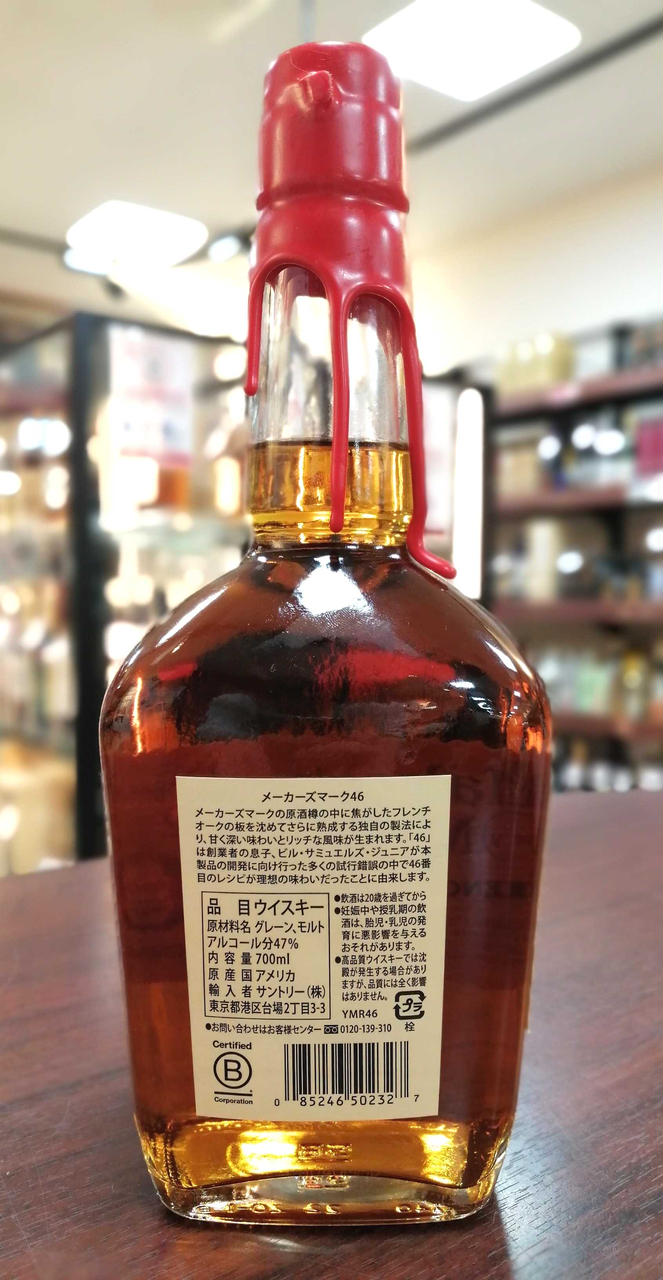 メーカーズマーク46
メーカーズマークの原酒樽の中に焦がしたフレンチ
オークの板を沈めてさらに熟成する独自の製法によ
り、甘く深い味わいとリッチな風味が生まれます。「46」
は創業者の息子、ビル・サミュエルズ・ジュニアが本
製品の開発に向け行った多くの試行錯誤の中で46番
目のレシピが理想の味わいだったことに由来します。
品 目 ウイスキー
原材料名 グレーン、モルト
アルコール分47%
内 容 量 700ml
原 産 国 アメリカ
輸 入 者 サントリー(株)
東京都港区台場2丁目3-3
●飲酒は20歳を過ぎてから
●妊娠中や授乳期の飲
酒は、胎児・乳児の発
育に悪影響を与える
おそれがあります。
●高品質ウイスキーでは沈
殿が発生する場合があり
ますが、品質には全く影響
はありません。
YMR46
プラ
栓
●お問い合わせはお客様センター 0120-139-310
Certified
B
Corporation
0 85246 50232 7